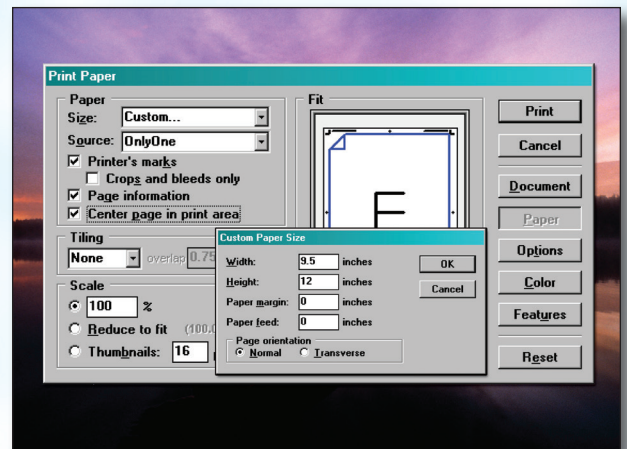 Print Paper
Paper
Size: Custom...
Source: OnlyOne
Printer's marks
Crops and bleeds only
Page information
Center page in print area
Tiling
None overlap 0.75
Scale
100 %
Reduce to fit (100.0
Thumbnails: 16
Fit
E
Print
Cancel
Document
Paper
Options
Color
Features
Reset
Custom Paper Size
Width: 9.5 inches
Height: 12 inches
Paper margin: 0 inches
Paper feed: 0 inches
Page orientation
Normal Transverse
OK
Cancel